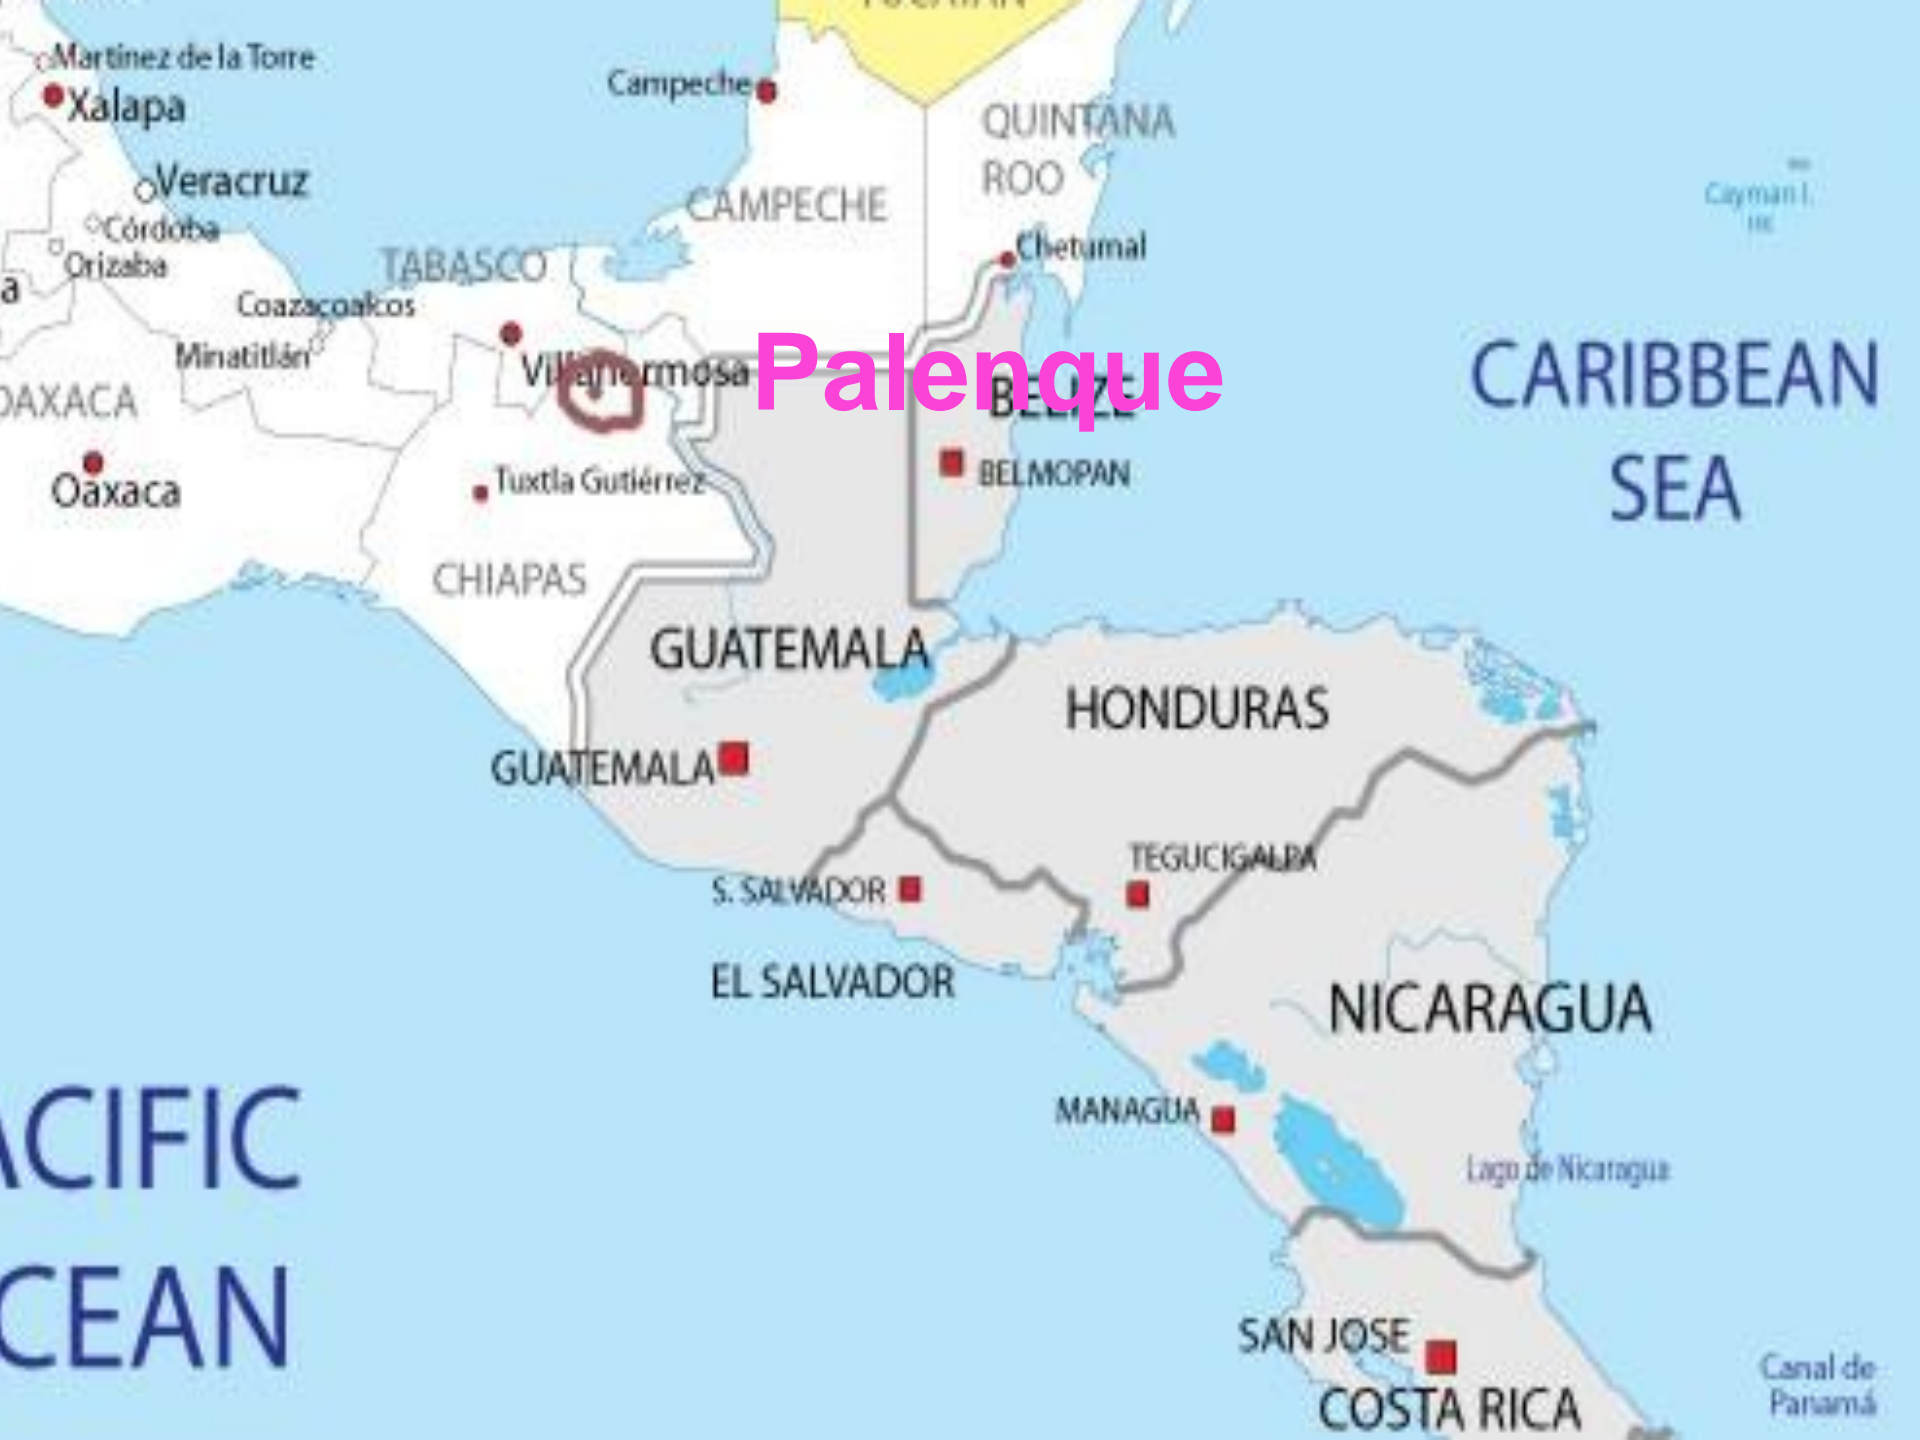 Martinez de la Torre
Xalapa
Campeche
QUINTANA
ROO
Veracruz
CAMPECHE
Cayman I.
Córdoba
Orizaba
TABASCO
Chetumal
Coazacoalcos
Minatitlán
Villahermosa
Palenque
BELIZE
CARIBBEAN
SEA
OAXACA
Oaxaca
Tuxtla Gutiérrez
BELMOPAN
CHIAPAS
GUATEMALA
HONDURAS
GUATEMALA
TEGUCIGALPA
S. SALVADOR
EL SALVADOR
NICARAGUA
MANAGUA
Lago de Nicaragua
ACIFIC
CEAN
SAN JOSE
COSTA RICA
Canal de
Panamá